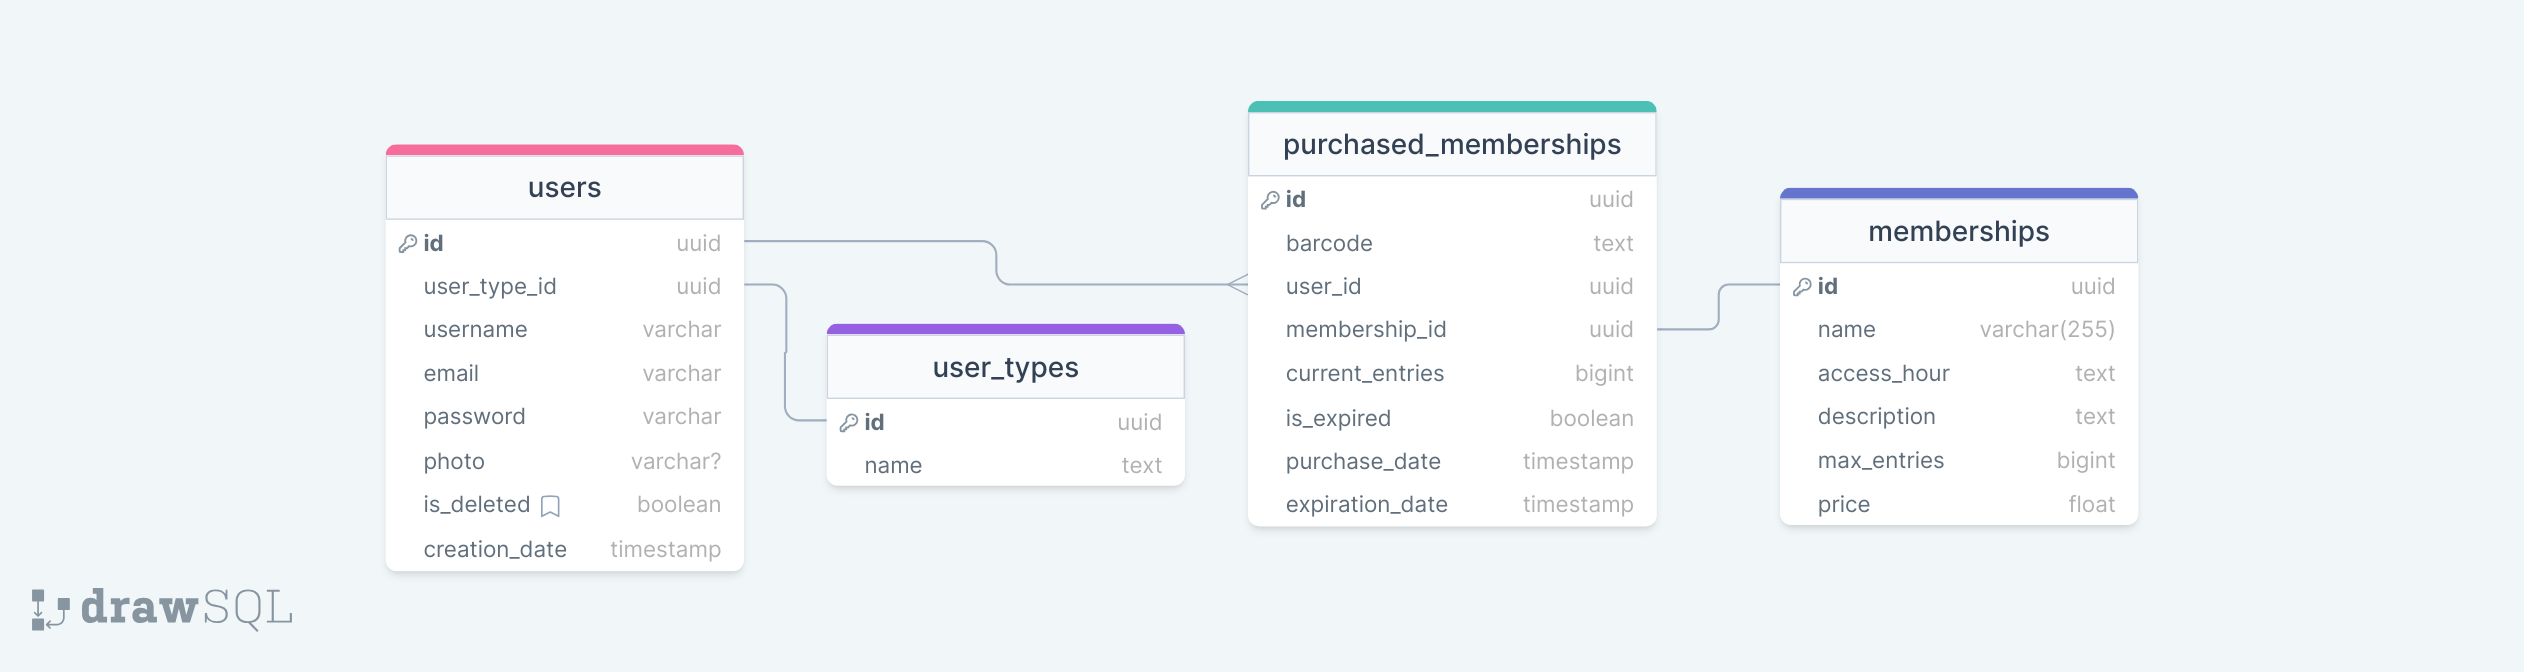 users
id uuid
user_type_id uuid
username varchar
email varchar
password varchar
photo varchar?
is_deleted boolean
creation_date timestamp
user_types
id uuid
name text
purchased_memberships
id uuid
barcode text
user_id uuid
membership_id uuid
current_entries bigint
is_expired boolean
purchase_date timestamp
expiration_date timestamp
memberships
id uuid
name varchar(255)
access_hour text
description text
max_entries bigint
price float
drawSQL